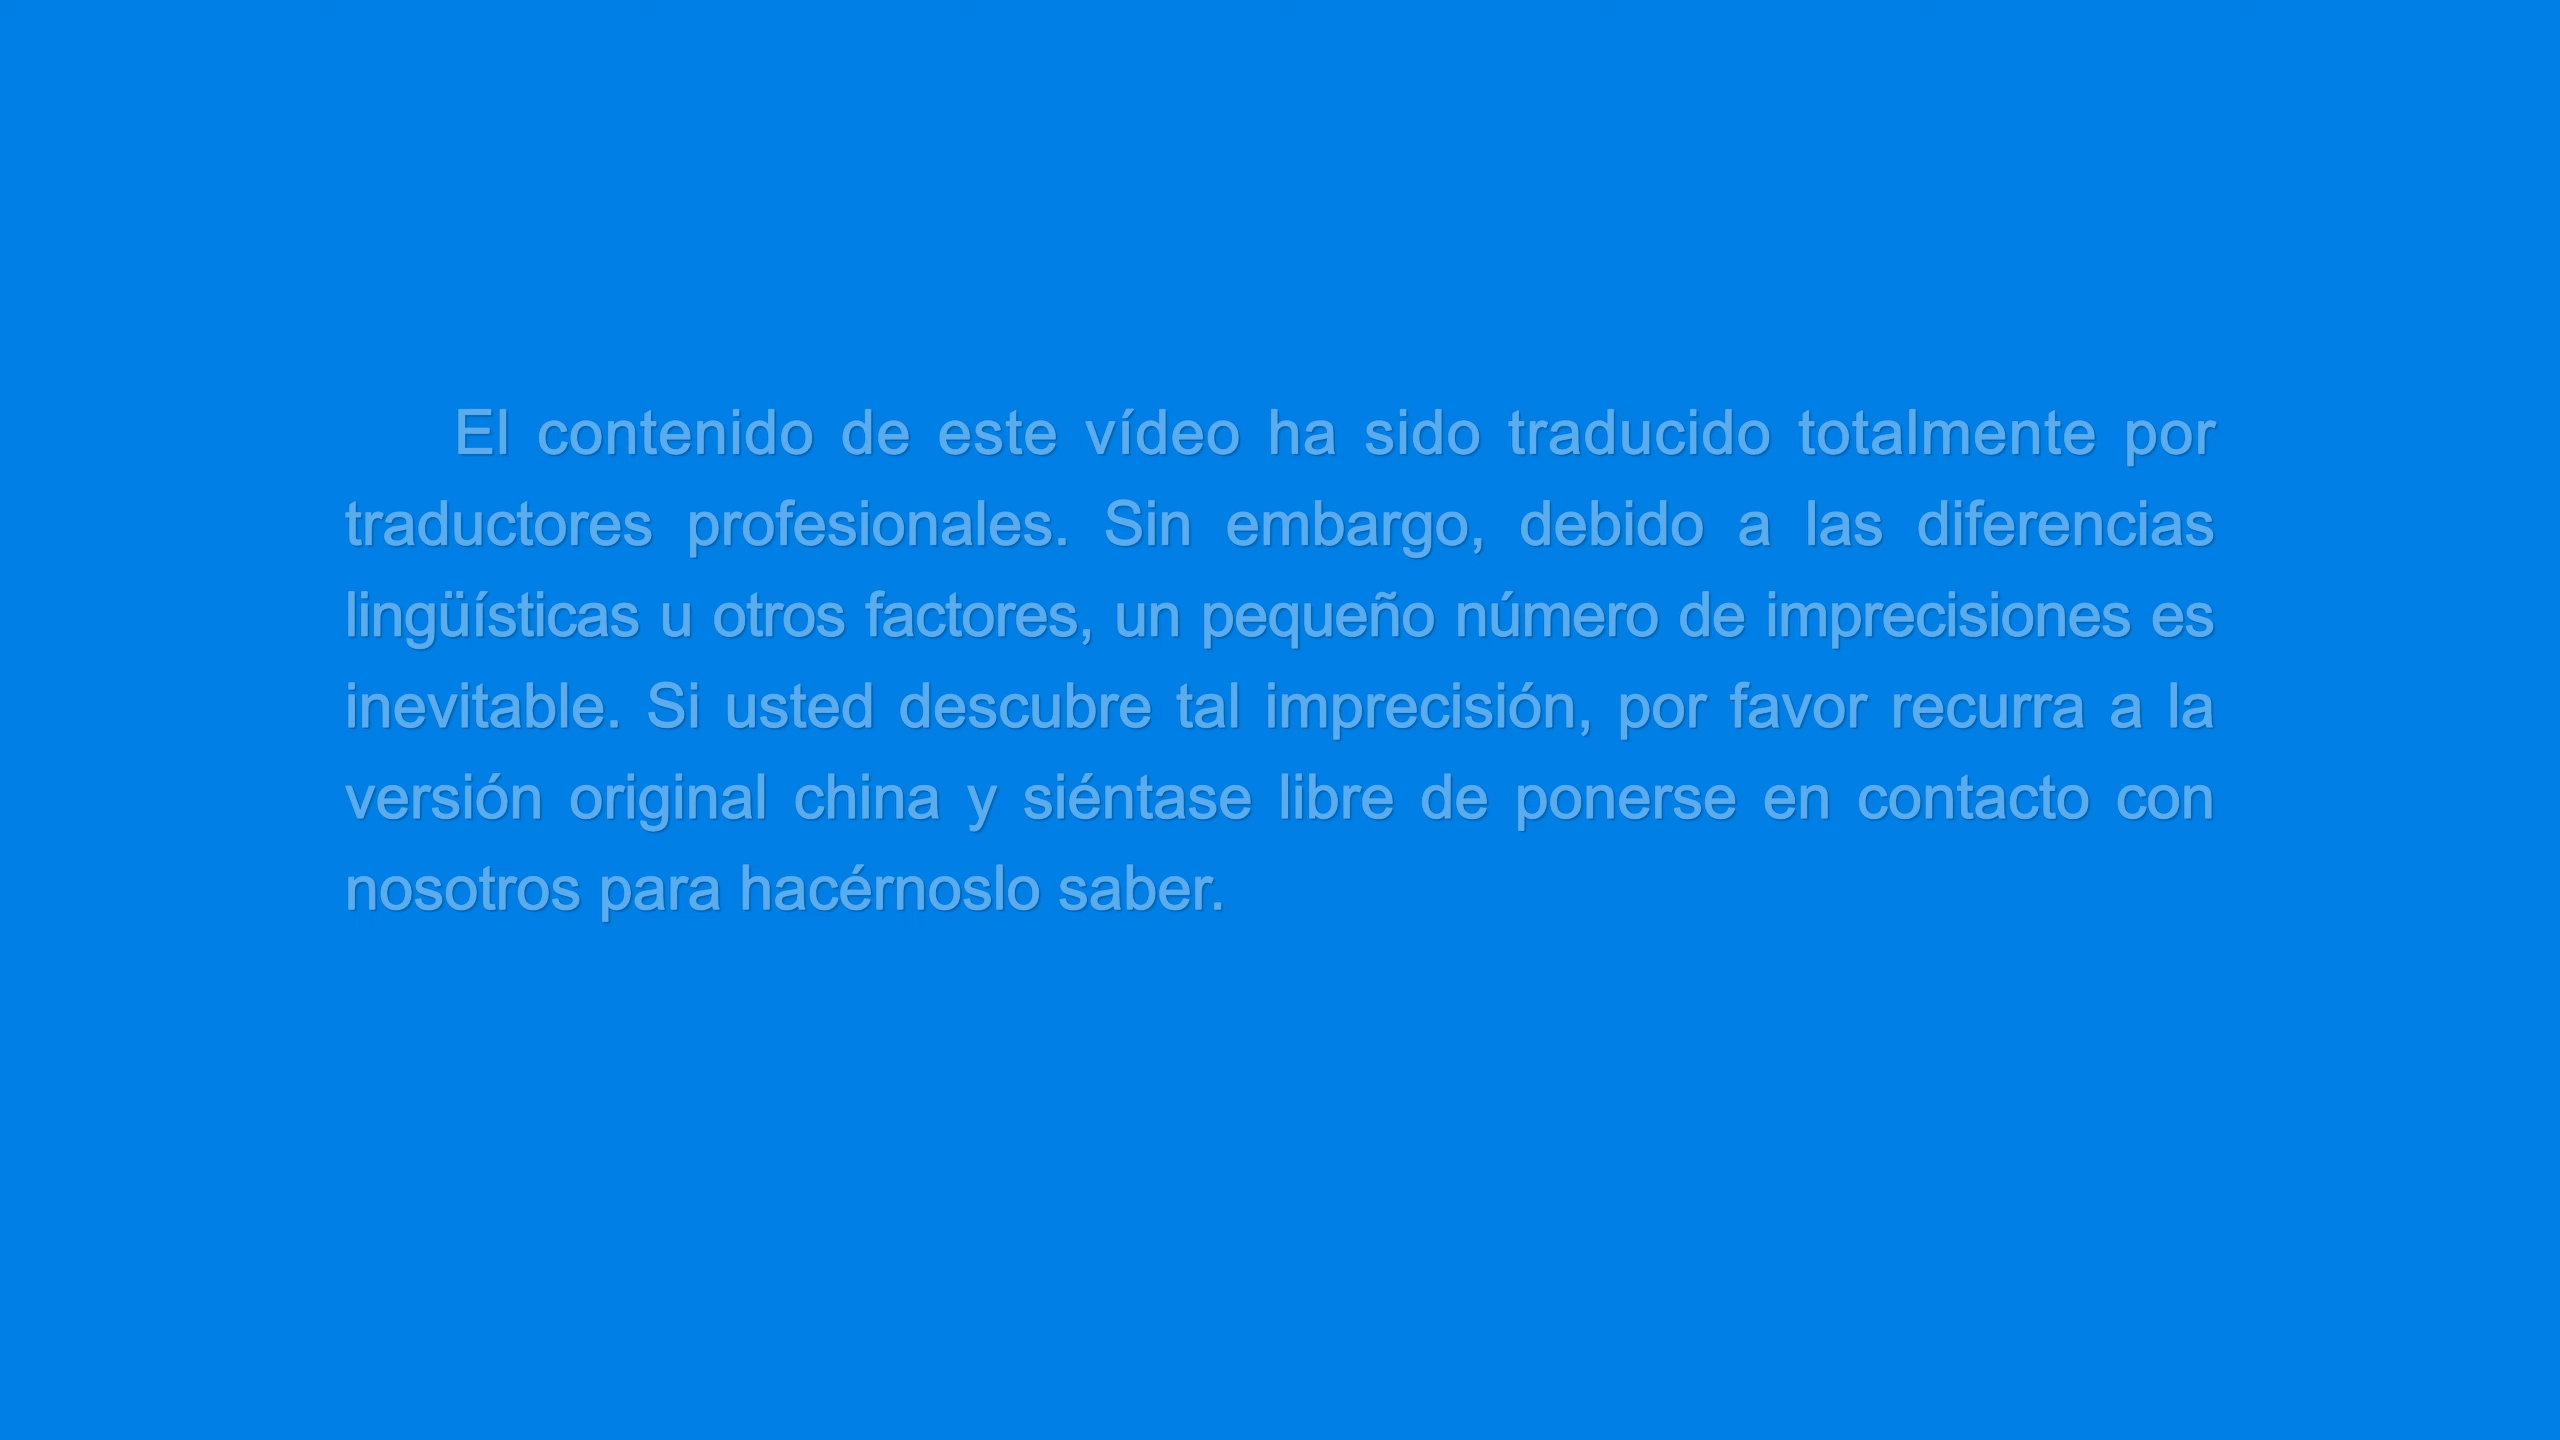 El contenido de este vídeo ha sido traducido totalmente por
traductores profesionales. Sin embargo, debido a las diferencias
lingüísticas u otros factores, un pequeño número de imprecisiones es
inevitable. Si usted descubre tal imprecisión, por favor recurra a la
versión original china y siéntase libre de ponerse en contacto con
nosotros para hacérnoslo saber.